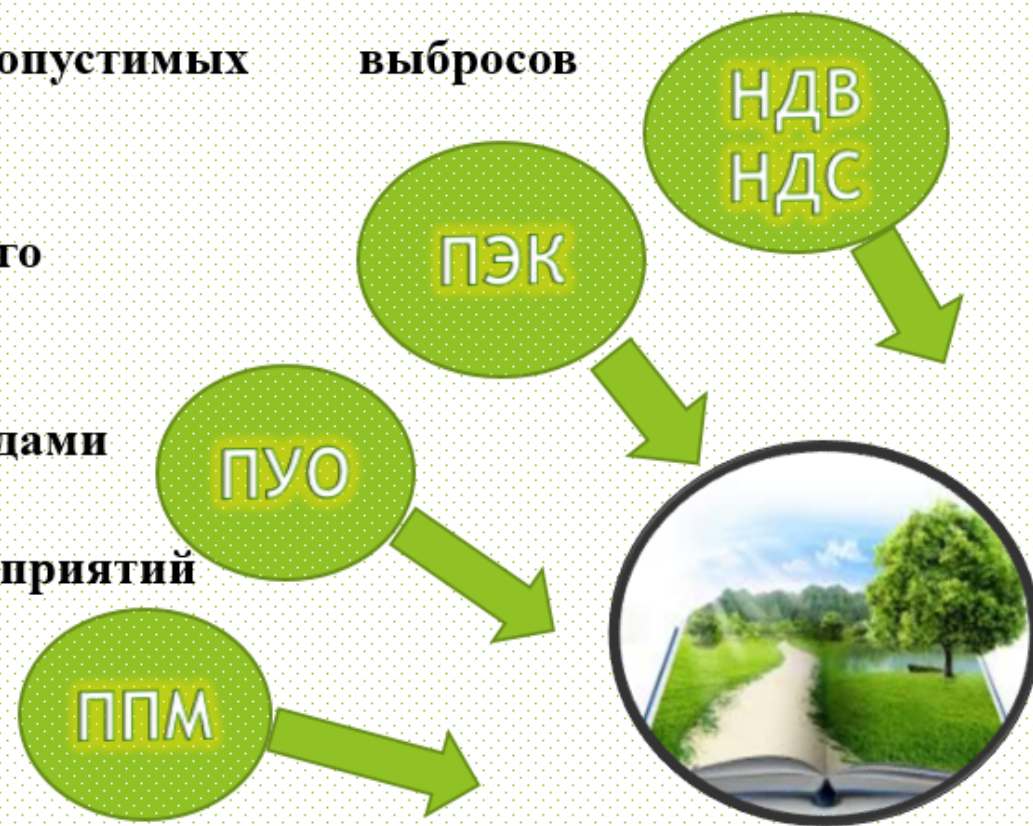 опустимых выбросов
НДВ
НДС
го
ПЭК
дами
ПУО
приятий
ППМ